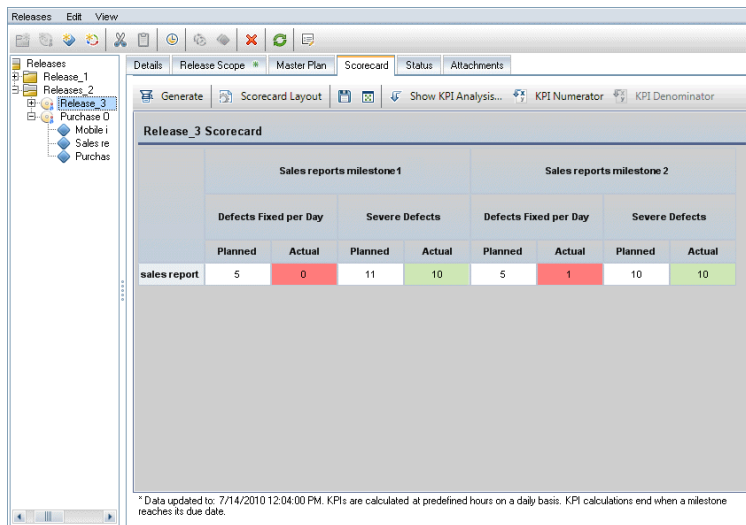 Releases Edit View
Releases
Release_1
Releases_2
Release_3
Purchase O
Mobile i
Sales re
Purchas
Details Release Scope * Master Plan Scorecard Status Attachments
Generate Scorecard Layout Show KPI Analysis... KPI Numerator KPI Denominator
Release_3 Scorecard
Sales reports milestone1 Sales reports milestone 2
Defects Fixed per Day Severe Defects Defects Fixed per Day Severe Defects
Planned Actual Planned Actual Planned Actual Planned Actual
sales report 5 0 11 10 5 1 10 10
* Data updated to: 7/14/2010 12:04:00 PM. KPIs are calculated at predefined hours on a daily basis. KPI calculations end when a milestone
reaches its due date.